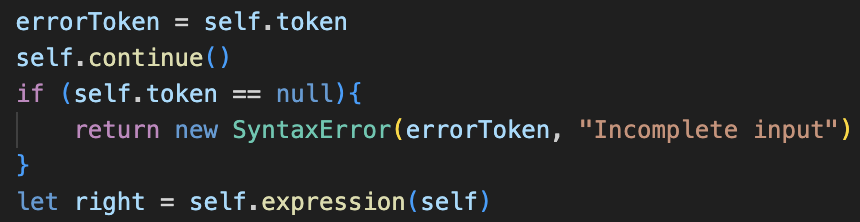 errorToken = self.token
self.continue()
if (self.token == null){
    return new SyntaxError(errorToken, "Incomplete input")
}
let right = self.expression(self)